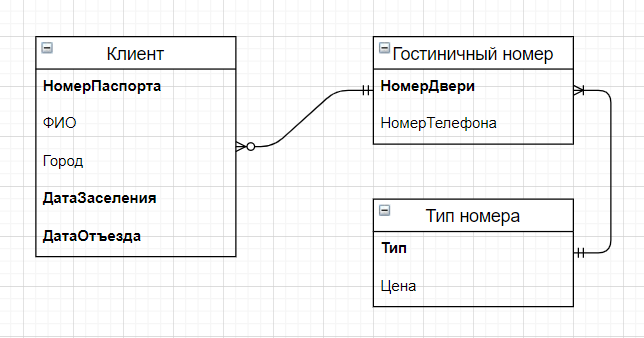 Клиент
НомерПаспорта
ФИО
Город
ДатаЗаселения
ДатаОтъезда
Гостиничный номер
НомерДвери
НомерТелефона
Тип номера
Тип
Цена